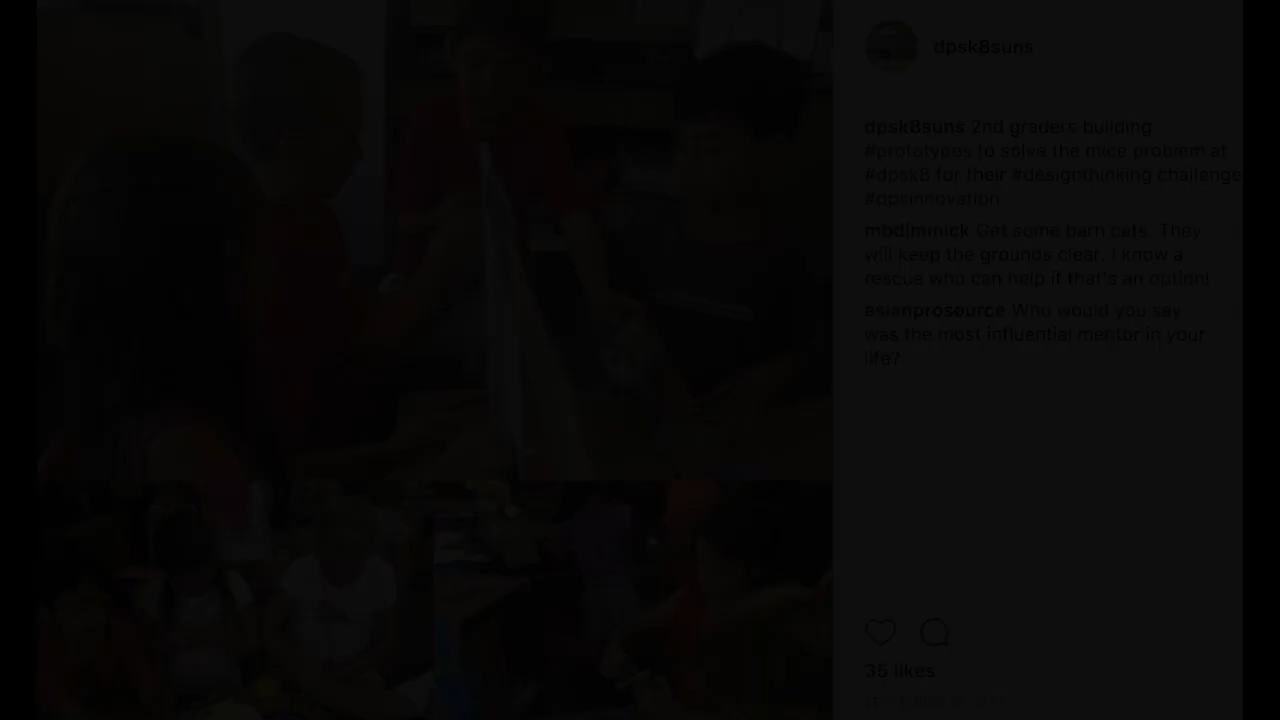 dpsk8suns
dpsk8suns 2nd graders building
#prototypes to solve the mice problem at
#dpsk8 for their #designthinking challenge
#dpsinnovation
mbdiminick Get some barn cats. They
will keep the grounds clear. I know a
rescue who can help if that's an option!
asianprosource Who would you say
was the most influential mentor in your
life?
35 likes